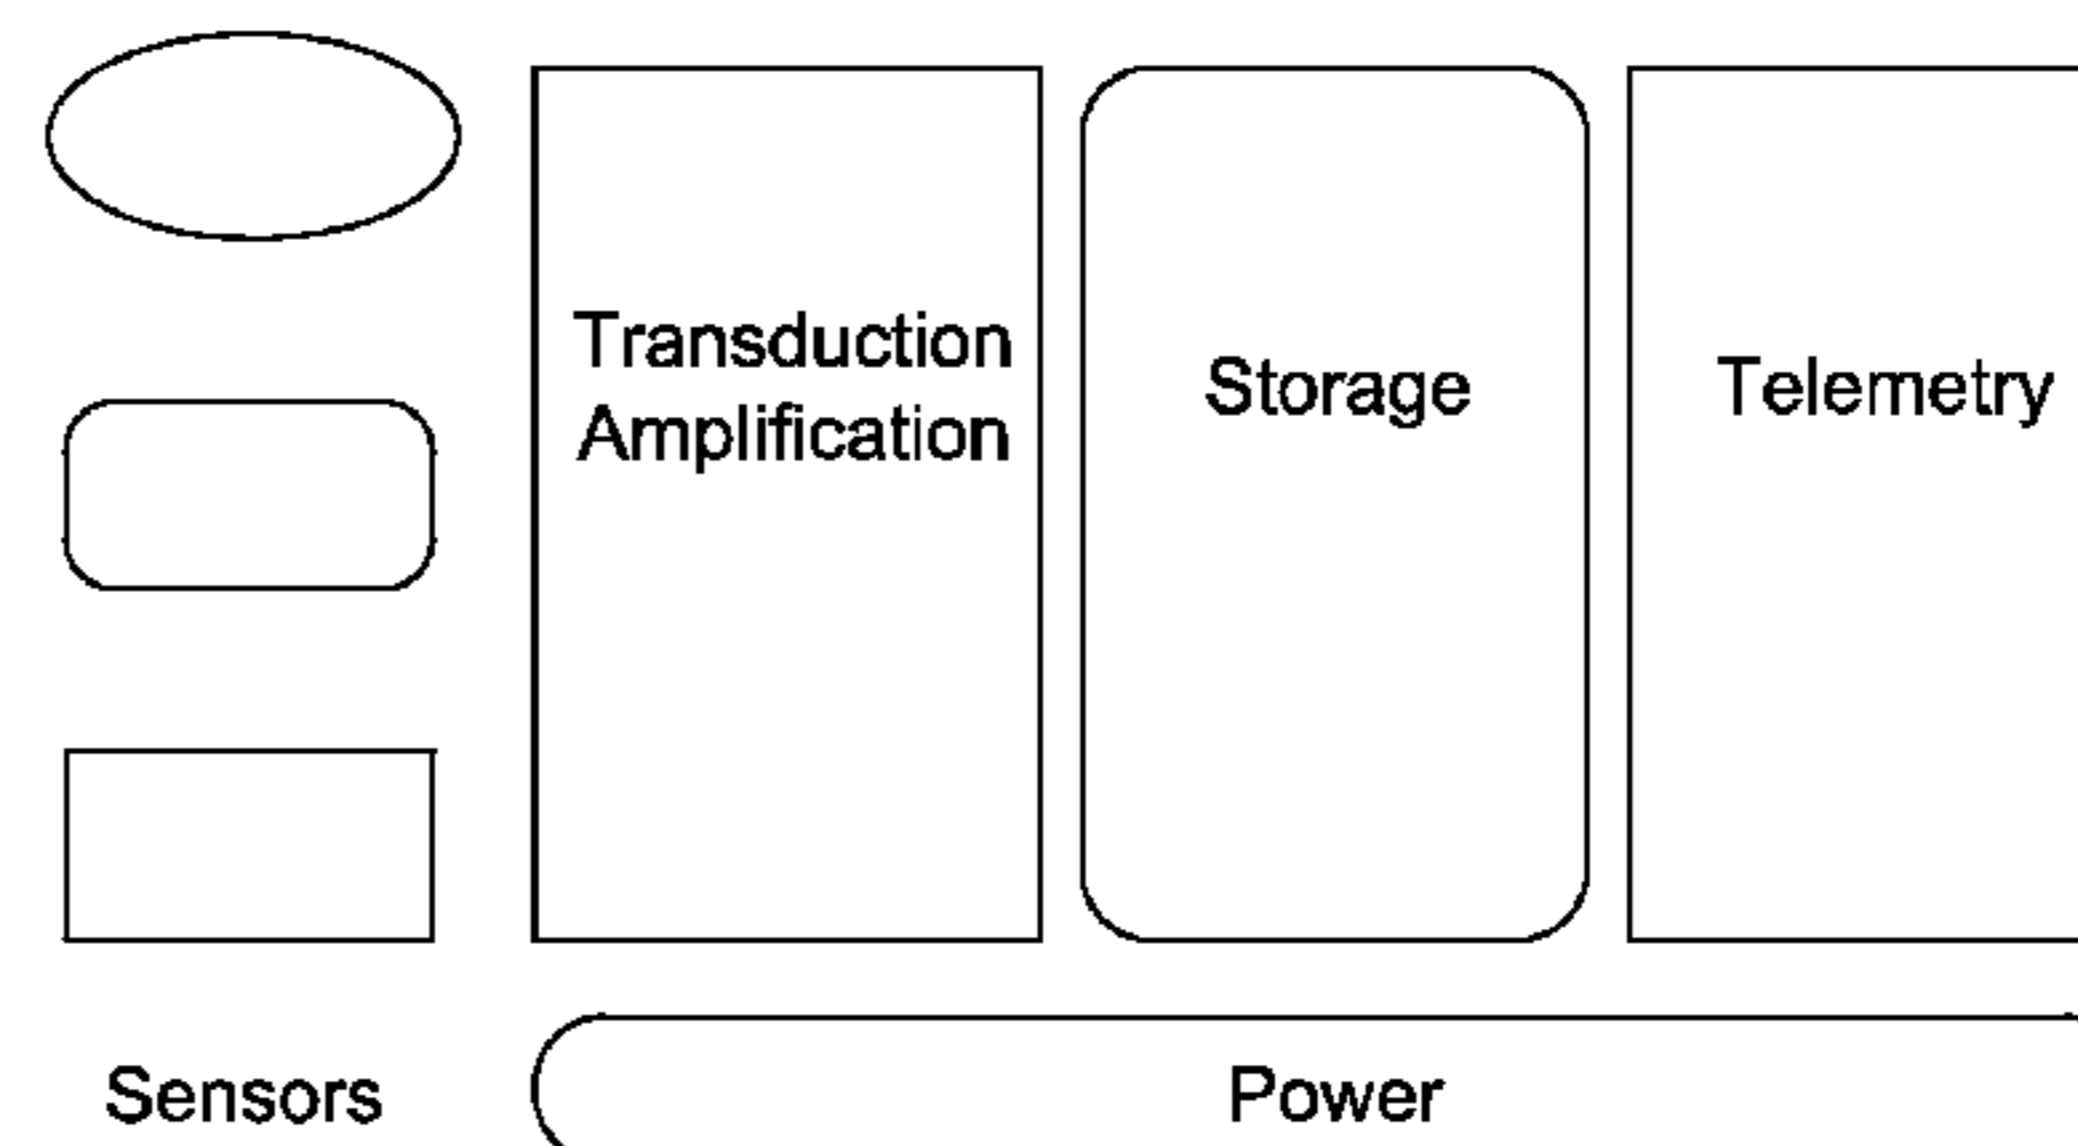 Transduction
Amplification
Storage
Telemetry
Sensors
Power